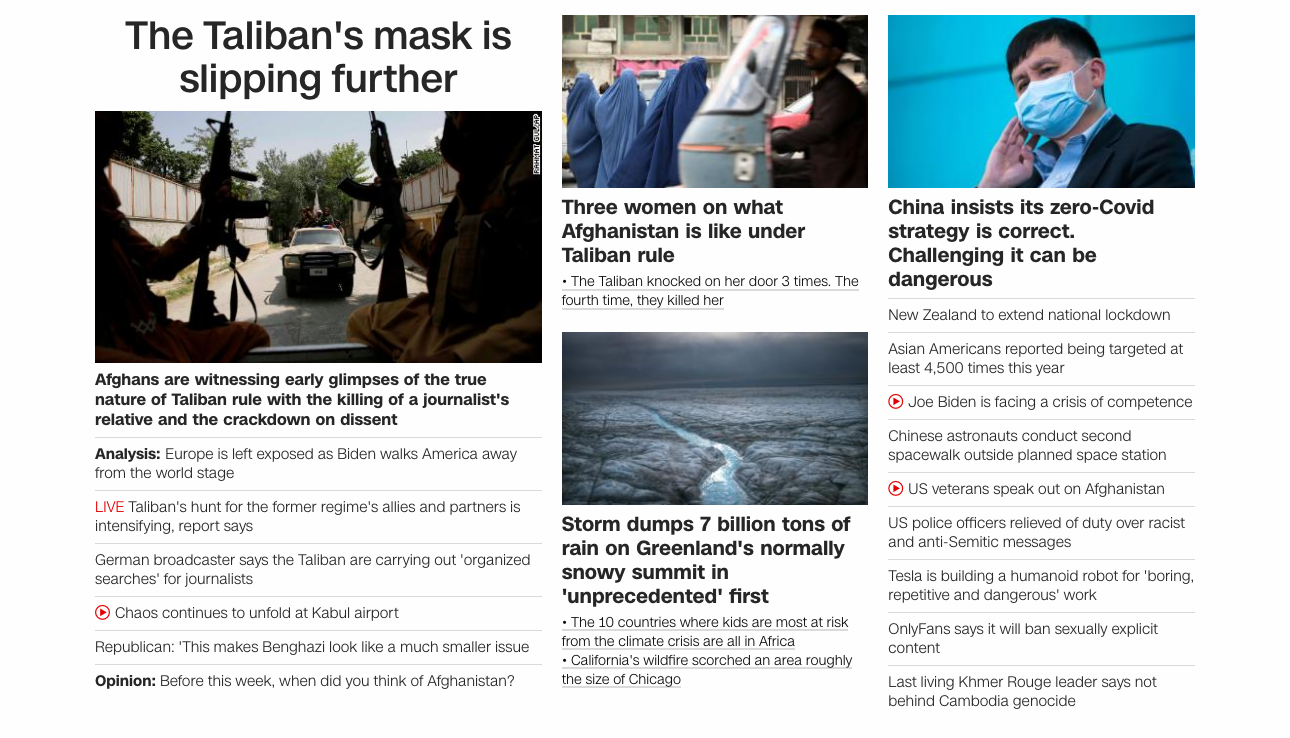 The Taliban's mask is
slipping further
RAHMAT GUL/AP
Afghans are witnessing early glimpses of the true
nature of Taliban rule with the killing of a journalist's
relative and the crackdown on dissent
Analysis: Europe is left exposed as Biden walks America away
from the world stage
LIVE Taliban's hunt for the former regime's allies and partners is
intensifying, report says
German broadcaster says the Taliban are carrying out 'organized
searches' for journalists
Chaos continues to unfold at Kabul airport
Republican: 'This makes Benghazi look like a much smaller issue
Opinion: Before this week, when did you think of Afghanistan?
Three women on what
Afghanistan is like under
Taliban rule
• The Taliban knocked on her door 3 times. The
fourth time, they killed her
Storm dumps 7 billion tons of
rain on Greenland's normally
snowy summit in
'unprecedented' first
• The 10 countries where kids are most at risk
from the climate crisis are all in Africa
• California's wildfire scorched an area roughly
the size of Chicago
China insists its zero-Covid
strategy is correct.
Challenging it can be
dangerous
New Zealand to extend national lockdown
Asian Americans reported being targeted at
least 4,500 times this year
Joe Biden is facing a crisis of competence
Chinese astronauts conduct second
spacewalk outside planned space station
US veterans speak out on Afghanistan
US police officers relieved of duty over racist
and anti-Semitic messages
Tesla is building a humanoid robot for 'boring,
repetitive and dangerous' work
OnlyFans says it will ban sexually explicit
content
Last living Khmer Rouge leader says not
behind Cambodia genocide